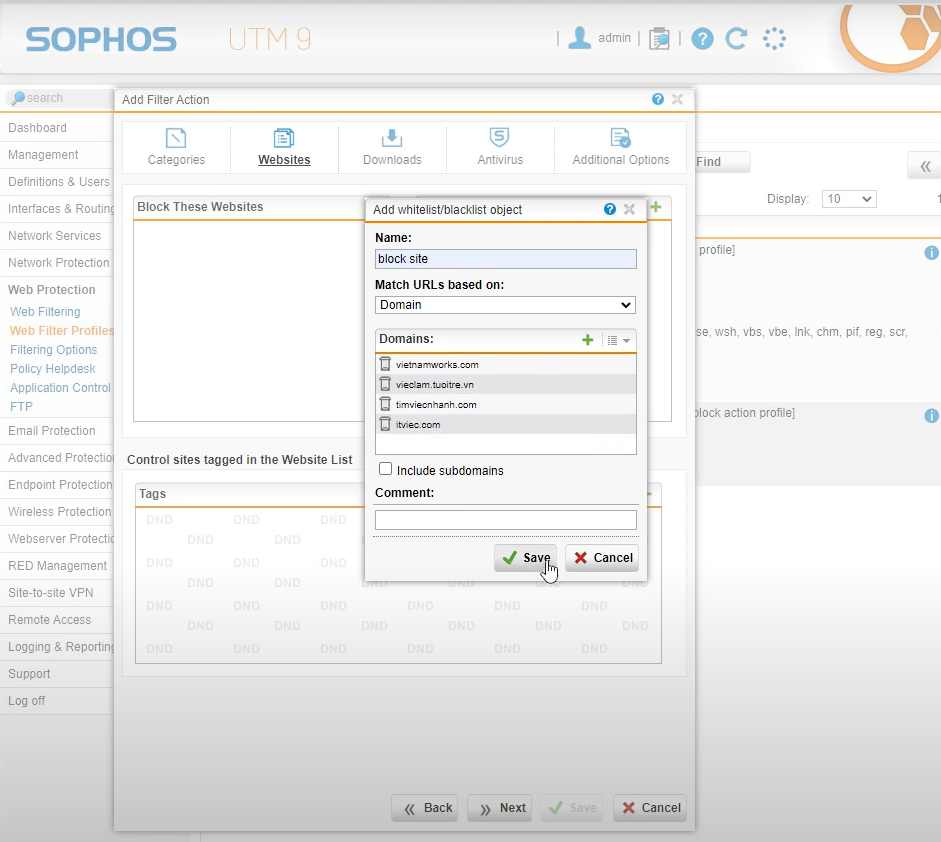 SOPHOS UTM 9
| admin | |
search
Dashboard
Management
Definitions & Users
Interfaces & Routing
Network Services
Network Protection
Web Protection
Web Filtering
Web Filter Profiles
Filtering Options
Policy Helpdesk
Application Control
FTP
Email Protection
Advanced Protection
Endpoint Protection
Wireless Protection
Webserver Protectio
RED Management
Site-to-site VPN
Remote Access
Logging & Reporting
Support
Log off
Add Filter Action
Categories Websites Downloads Antivirus Additional Options
Block These Websites
Control sites tagged in the Website List
Tags
DND DND DND
DND DND
DND DND DND
DND DND DND DND DND DND
DND DND DND DND DND DND
DND DND DND DND DND DND
DND DND DND DND DND DND
Back Next Save Cancel
Add whitelist/blacklist object
Name:
block site
Match URLs based on:
Domain
Domains:
vietnamworks.com
vieclam.tuoitre.vn
timviecnhanh.com
itviec.com
Include subdomains
Comment:
Save Cancel
Find
Display: 10 1
profile]
se, wsh, vbs, vbe, lnk, chm, pif, reg, scr,
block action profile]